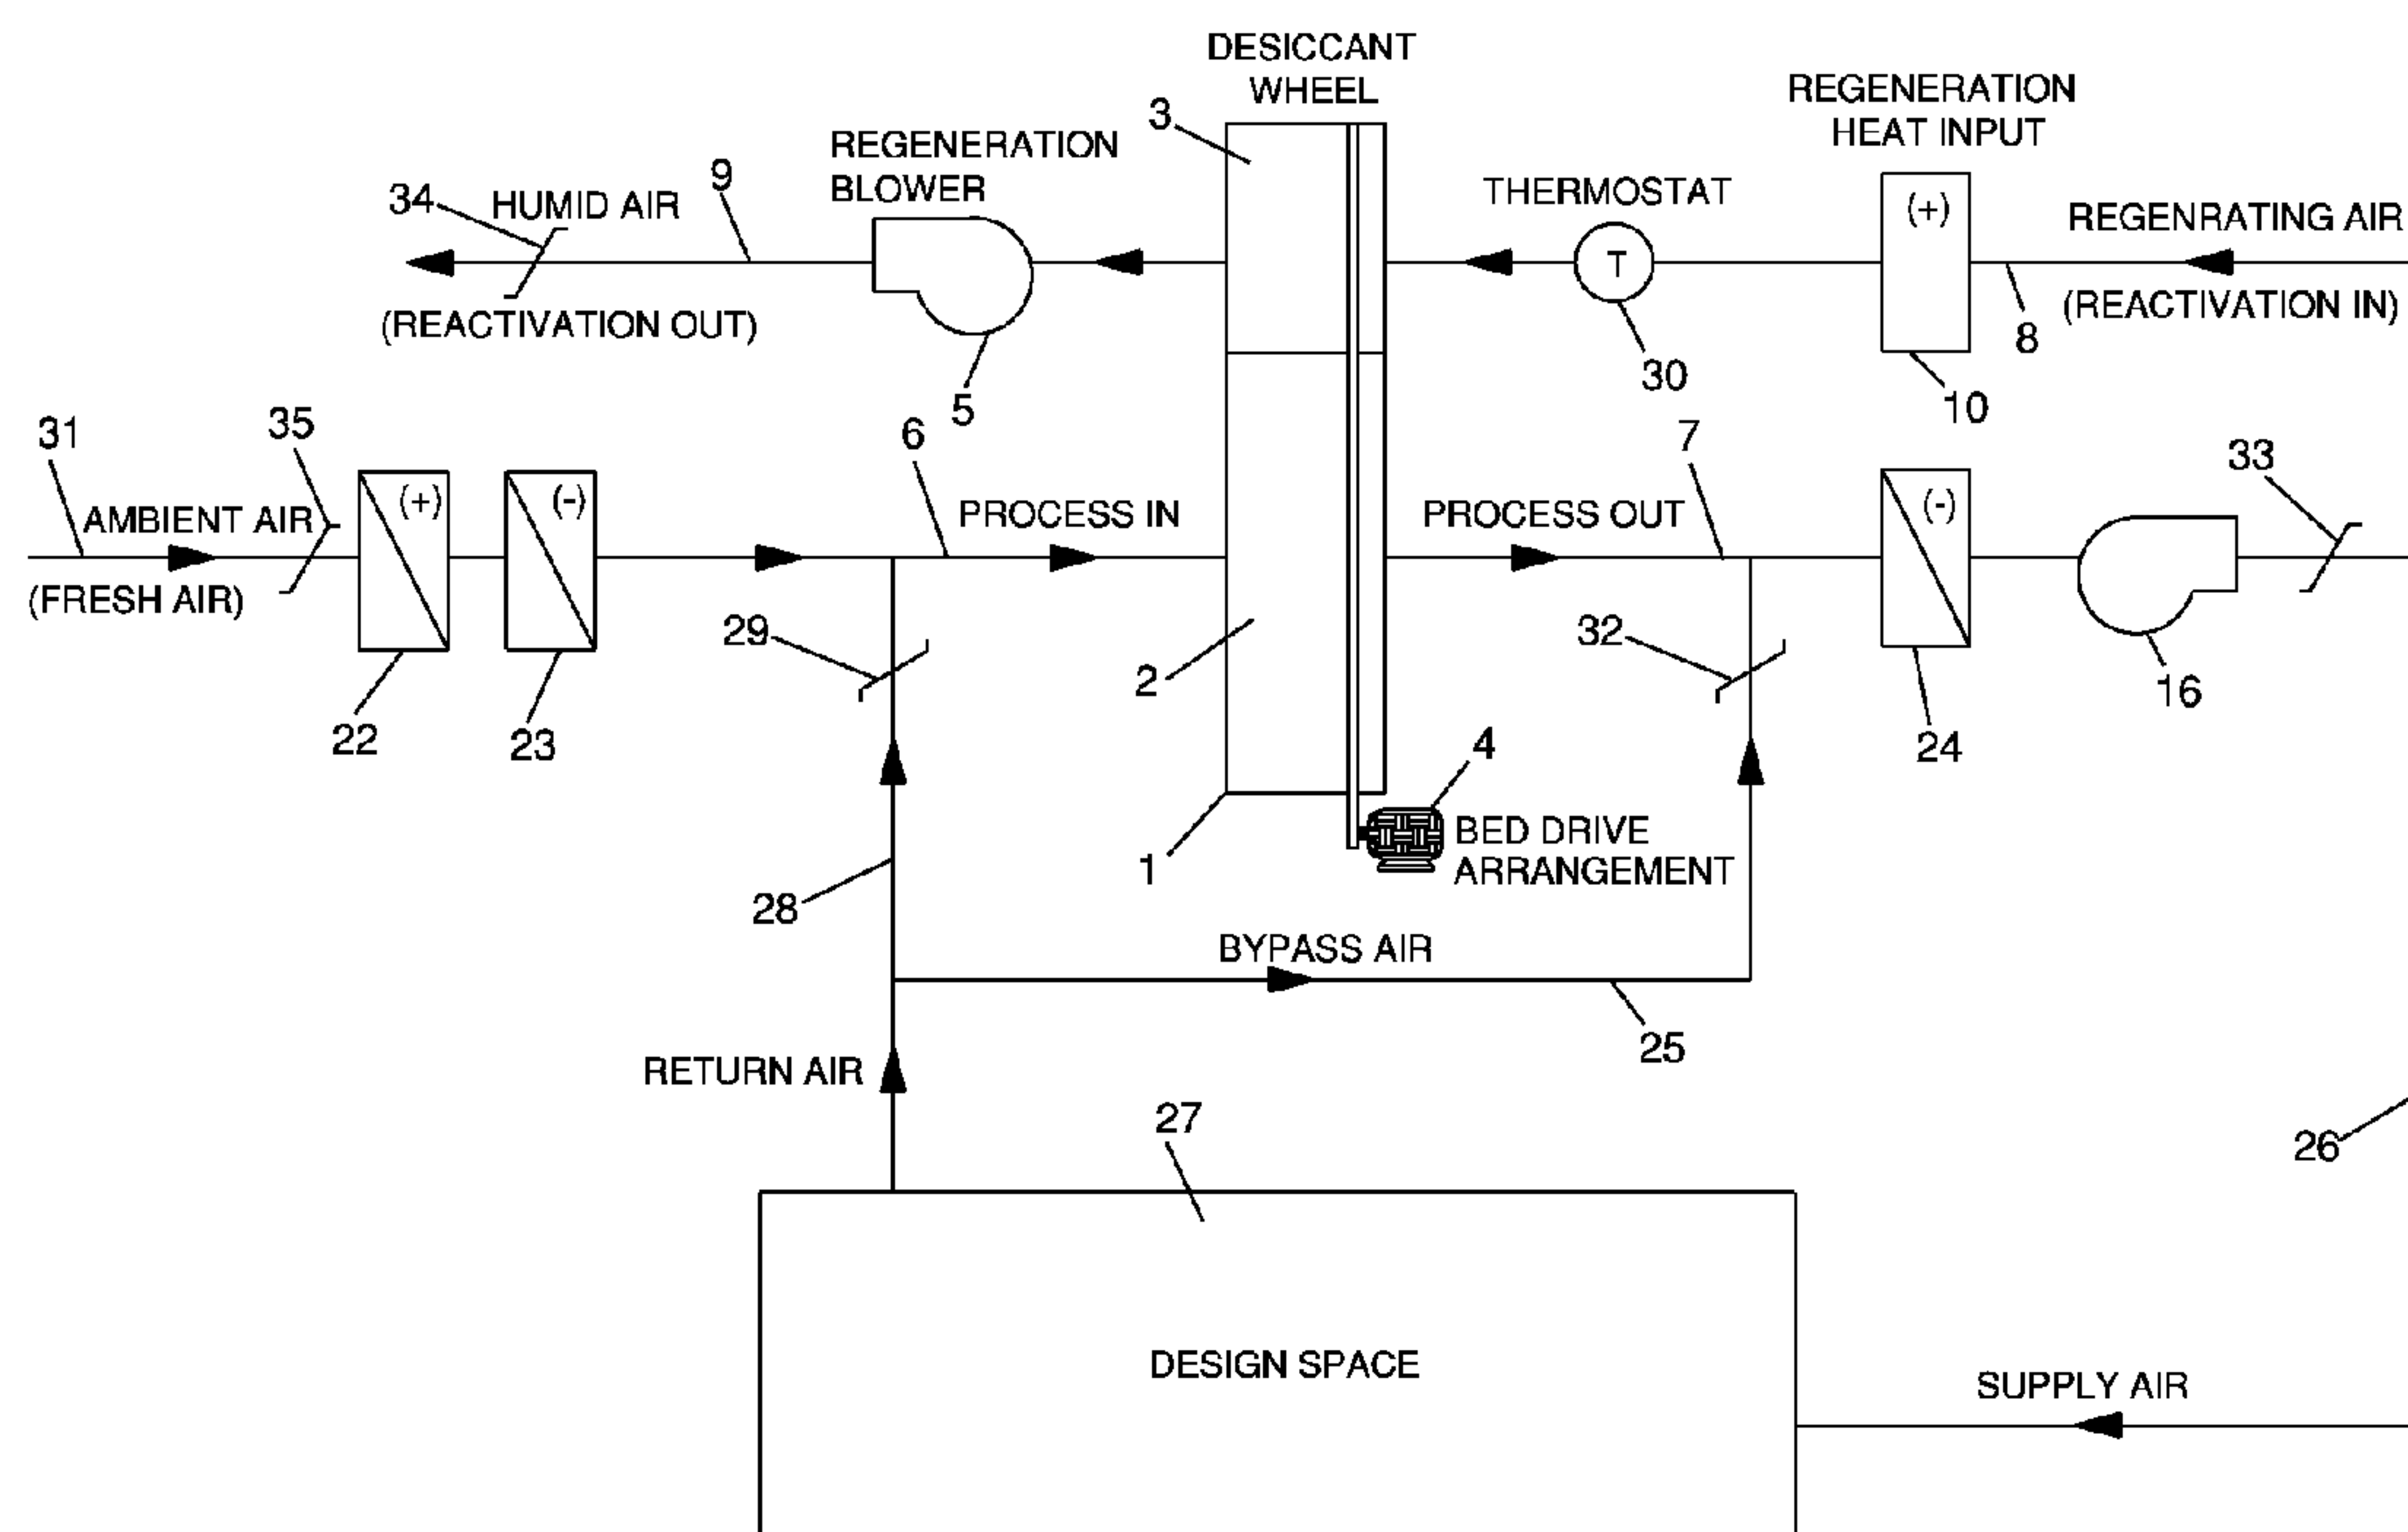 DESICCANT
WHEEL
3
REGENERATION
HEAT INPUT
REGENERATION
BLOWER
9
34
HUMID AIR
THERMOSTAT
(+)
REGENRATING AIR
T
(REACTIVATION OUT)
(REACTIVATION IN)
8
30
5
10
31
35
6
7
33
AMBIENT AIR
(+)
(-)
PROCESS IN
PROCESS OUT
(-)
(FRESH AIR)
29
32
2
16
22
23
4
24
1
BED DRIVE
ARRANGEMENT
28
BYPASS AIR
25
RETURN AIR
27
26
DESIGN SPACE
SUPPLY AIR